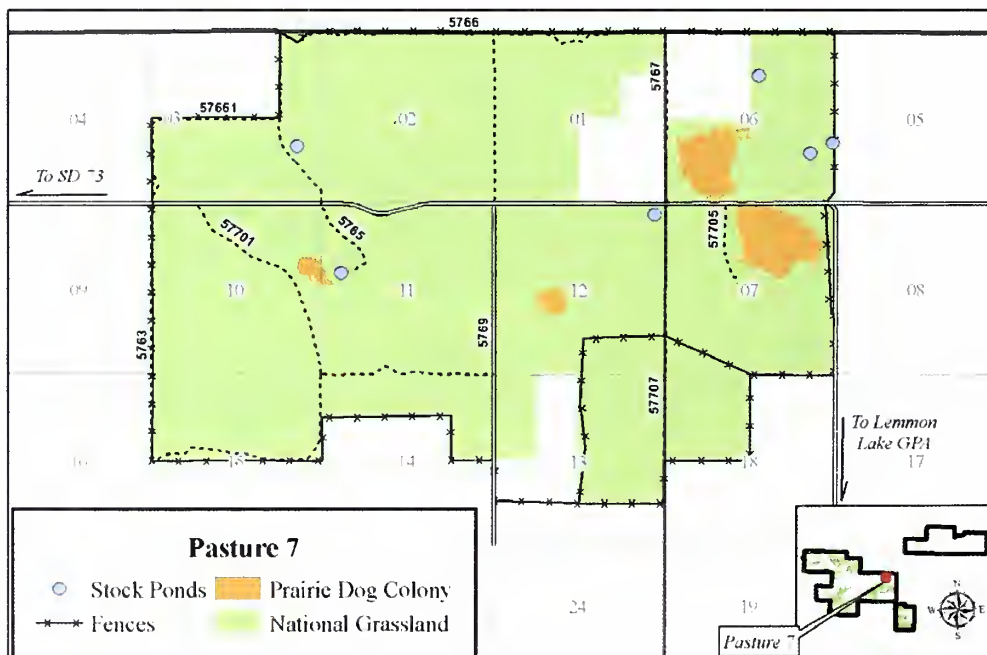 5766
5767
57661
04
03
02
01
06
05
To SD 73
57701
5765
57705
09
10
11
12
07
08
5763
5769
57707
To Lemmon
Lake GPA
16
15
14
13
18
17
Pasture 7
Stock Ponds
Prairie Dog Colony
Fences
National Grassland
24
19
N
W
E
S
Pasture 7